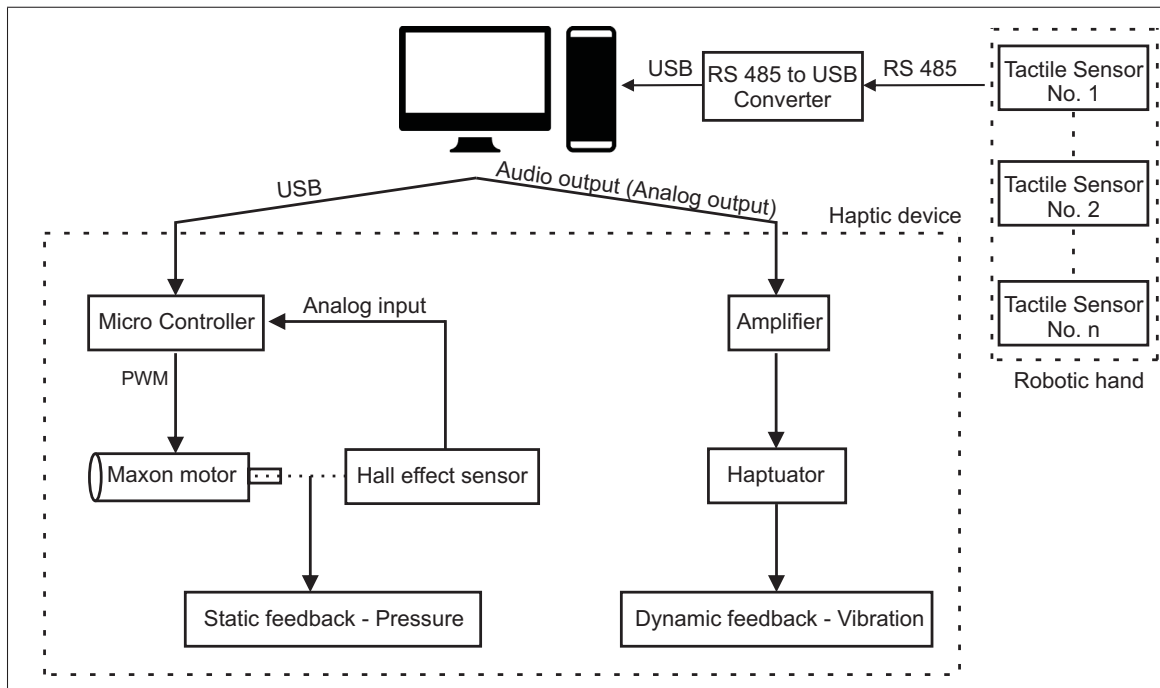 USB
RS 485 to USB
Converter
RS 485
Tactile Sensor
No. 1
Tactile Sensor
No. 2
Tactile Sensor
No. n
Robotic hand
USB
Audio output (Analog output)
Haptic device
Micro Controller
Analog input
Amplifier
PWM
Maxon motor
Hall effect sensor
Haptuator
Static feedback - Pressure
Dynamic feedback - Vibration